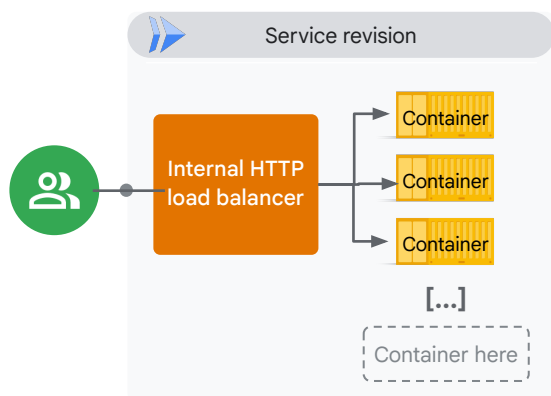 Service revision
Internal HTTP
load balancer
Container
Container
Container
[...]
Container here